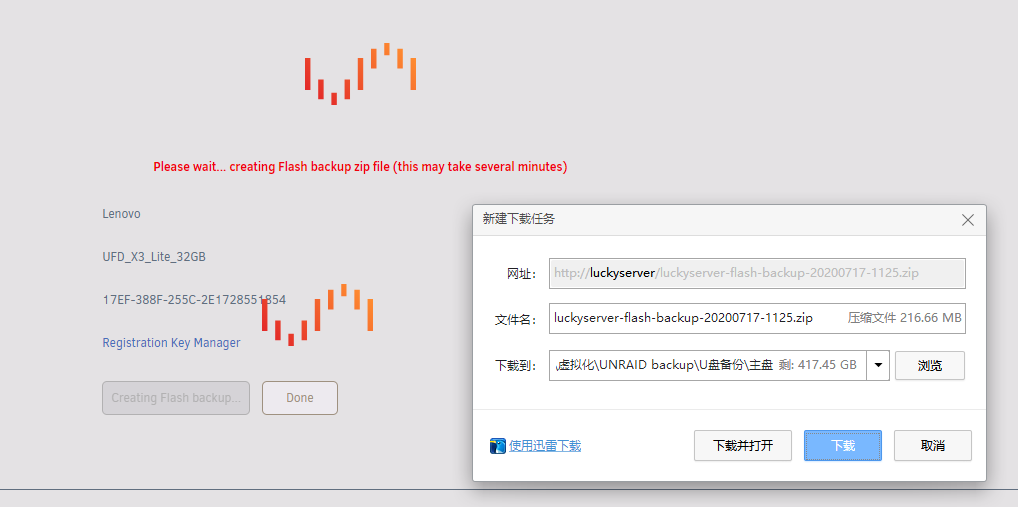 Please wait... creating Flash backup zip file (this may take several minutes)
Lenovo
UFD_X3_Lite_32GB
17EF-388F-255C-2E1728551854
Registration Key Manager
Creating Flash backup...
Done
新建下载任务
网址: http://luckyserver/luckyserver-flash-backup-20200717-1125.zip
文件名: luckyserver-flash-backup-20200717-1125.zip 压缩文件 216.66 MB
下载到: \虚拟化\UNRAID backup\U盘备份\主盘 剩: 417.45 GB 浏览
使用迅雷下载 下载并打开 下载 取消